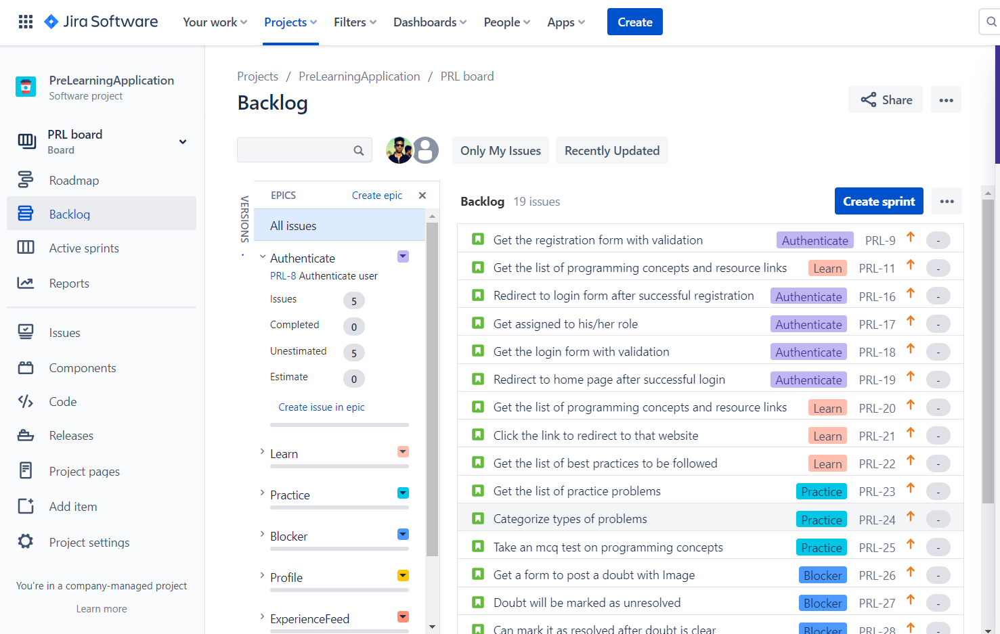 Jira Software
Your work
Projects
Filters
Dashboards
People
Apps
Create
PreLearningApplication
Software project
PRL board
Board
Roadmap
Backlog
Active sprints
Reports
Issues
Components
Code
Releases
Project pages
Add item
Project settings
You're in a company-managed project
Learn more
Projects / PreLearningApplication / PRL board
Backlog
Share
Only My Issues
Recently Updated
VERSIONS
EPICS
Create epic
All issues
Authenticate
PRL-8 Authenticate user
Issues 5
Completed 0
Unestimated 5
Estimate 0
Create issue in epic
Learn
Practice
Blocker
Profile
ExperienceFeed
Backlog 19 issues
Create sprint
Get the registration form with validation Authenticate PRL-9 -
Get the list of programming concepts and resource links Learn PRL-11 -
Redirect to login form after successful registration Authenticate PRL-16 -
Get assigned to his/her role Authenticate PRL-17 -
Get the login form with validation Authenticate PRL-18 -
Redirect to home page after successful login Authenticate PRL-19 -
Get the list of programming concepts and resource links Learn PRL-20 -
Click the link to redirect to that website Learn PRL-21 -
Get the list of best practices to be followed Learn PRL-22 -
Get the list of practice problems Practice PRL-23 -
Categorize types of problems Practice PRL-24 -
Take an mcq test on programming concepts Practice PRL-25 -
Get a form to post a doubt with Image Blocker PRL-26 -
Doubt will be marked as unresolved Blocker PRL-27 -
Can mark it as resolved after doubt is clear Blocker PRL-28 -